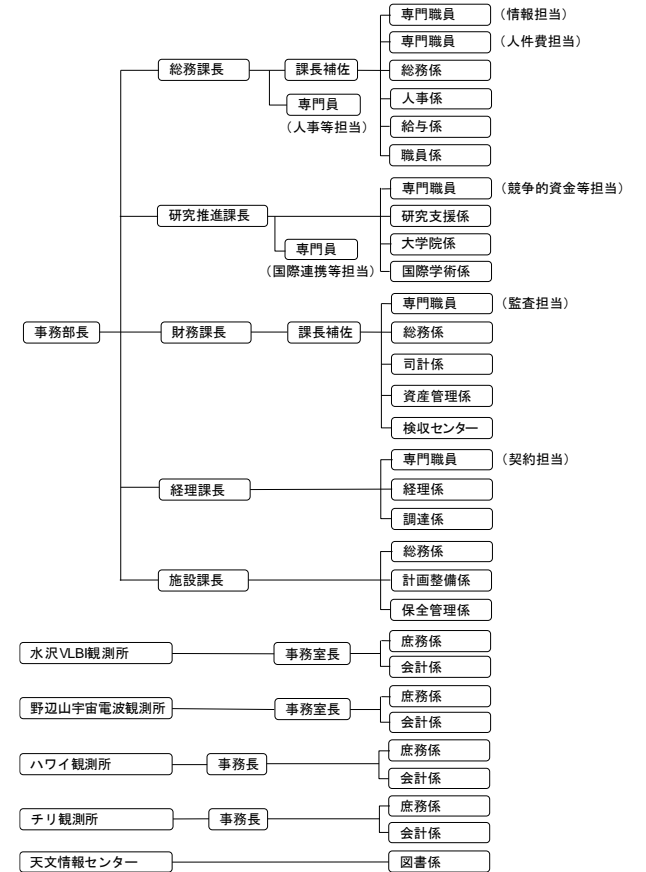 専門職員 （情報担当）
専門職員 （人件費担当）
総務課長 課長補佐 総務係
専門員 人事係
（人事等担当） 給与係
職員係
専門職員 （競争的資金等担当）
研究推進課長 研究支援係
専門員 大学院係
（国際連携等担当） 国際学術係
専門職員 （監査担当）
事務部長 財務課長 課長補佐 総務係
司計係
資産管理係
検収センター
専門職員 （契約担当）
経理課長 経理係
調達係
総務係
施設課長 計画整備係
保全管理係
庶務係
水沢VLBI観測所 事務室長
会計係
庶務係
野辺山宇宙電波観測所 事務室長
会計係
庶務係
ハワイ観測所 事務長
会計係
庶務係
チリ観測所 事務長
会計係
天文情報センター 図書係